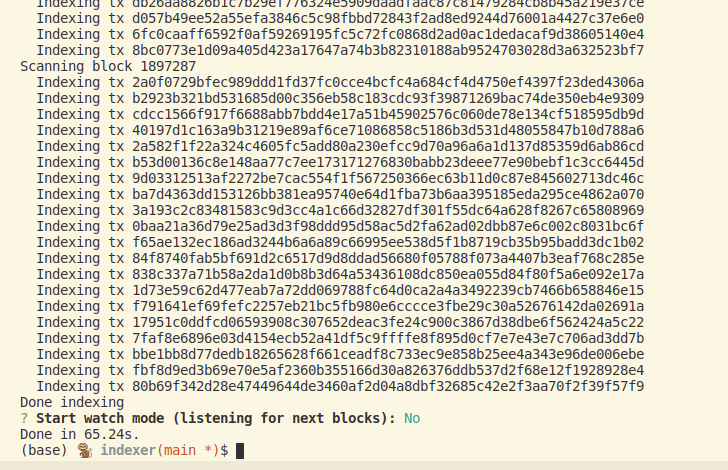 Indexing tx db26aa8826b1c7b29ef776324e5909daadfaac87c81479284cb8b45a219e37ce
Indexing tx d057b49ee52a55efa3846c5c98fbbd72843f2ad8ed9244d76001a4427c37e6e0
Indexing tx 6fc0caaff6592f0af59269195fc5c72fc0868d2ad0ac1dedacaf9d38605140e4
Indexing tx 8bc0773e1d09a405d423a17647a74b3b82310188ab9524703028d3a632523bf7
Scanning block 1897287
Indexing tx 2a0f0729bfec989ddd1fd37fc0cce4bcfc4a684cf4d4750ef4397f23ded4306a
Indexing tx b2923b321bd531685d00c356eb58c183cdc93f39871269bac74de350eb4e9309
Indexing tx cdcc1566f917f6688abb7bdd4e17a51b45902576c060de78e134cf518595db9d
Indexing tx 40197d1c163a9b31219e89af6ce71086858c5186b3d531d48055847b10d788a6
Indexing tx 2a582f1f22a324c4605fc5add80a230efcc9d70a96a6a1d137d85359d6ab86cd
Indexing tx b53d00136c8e148aa77c7ee173171276830babb23deee77e90bebf1c3cc6445d
Indexing tx 9d03312513af2272be7cac554f1f567250366ec63b11d0c87e845602713dc46c
Indexing tx ba7d4363dd153126bb381ea95740e64d1fba73b6aa395185eda295ce4862a070
Indexing tx 3a193c2c83481583c9d3cc4a1c66d32827df301f55dc64a628f8267c65808969
Indexing tx 0baa21a36d79e25ad3d3f98ddd95d58ac5d2fa62ad02dbb87e6c002c8031bc6f
Indexing tx f65ae132ec186ad3244b6a6a89c66995ee538d5f1b8719cb35b95badd3dc1b02
Indexing tx 84f8740fab5bf691d2c6517d9d8ddad56680f05788f073a4407b3eaf768c285e
Indexing tx 838c337a71b58a2da1d0b8b3d64a53436108dc850ea055d84f80f5a6e092e17a
Indexing tx 1d73e59c62d477eab7a72dd069788fc64d0ca2a4a3492239cb7466b658846e15
Indexing tx f791641ef69fefc2257eb21bc5fb980e6cccce3fbe29c30a52676142da02691a
Indexing tx 17951c0ddfcd06593908c307652deac3fe24c900c3867d38dbe6f562424a5c22
Indexing tx 7faf8e6896e03d4154ecb52a41df5c9ffffe8f895d0cf7e7e43e7c706ad3dd7b
Indexing tx bbe1bb8d77dedb18265628f661ceadf8c733ec9e858b25ee4a343e96de006ebe
Indexing tx fbf8d9ed3b69e70e5af2360b355166d30a826376ddb537d2f68e12f1928928e4
Indexing tx 80b69f342d28e47449644de3460af2d04a8dbf32685c42e2f3aa70f2f39f57f9
Done indexing
? Start watch mode (listening for next blocks): No
Done in 65.24s.
(base) 🐒 indexer(main *)$